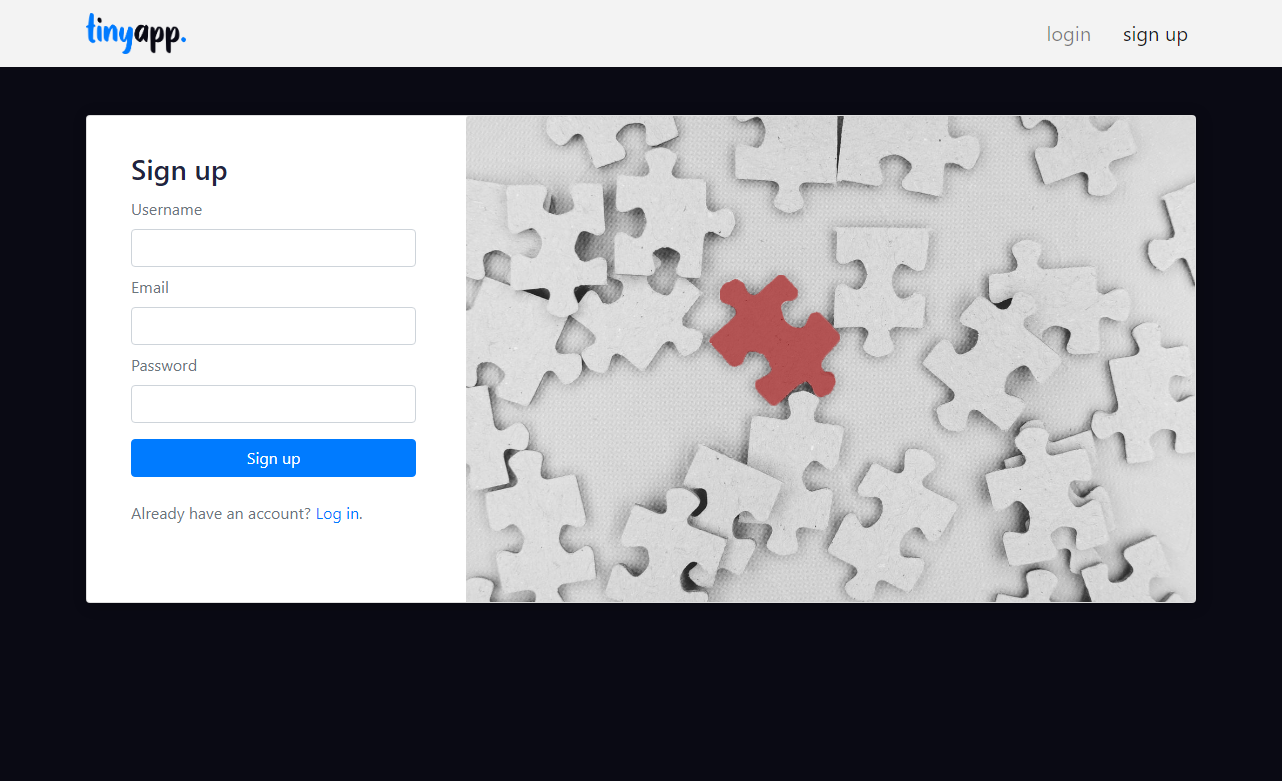 tinyapp.
login
sign up
Sign up
Username
Email
Password
Sign up
Already have an account? Log in.